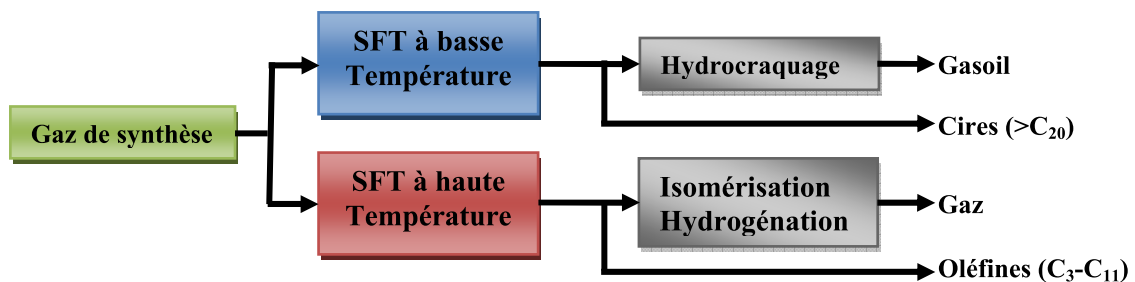 Gaz de synthèse
SFT à basse
Température
Hydrocraquage
Gasoil
Cires (>C20)
SFT à haute
Température
Isomérisation
Hydrogénation
Gaz
Oléfines (C3-C11)